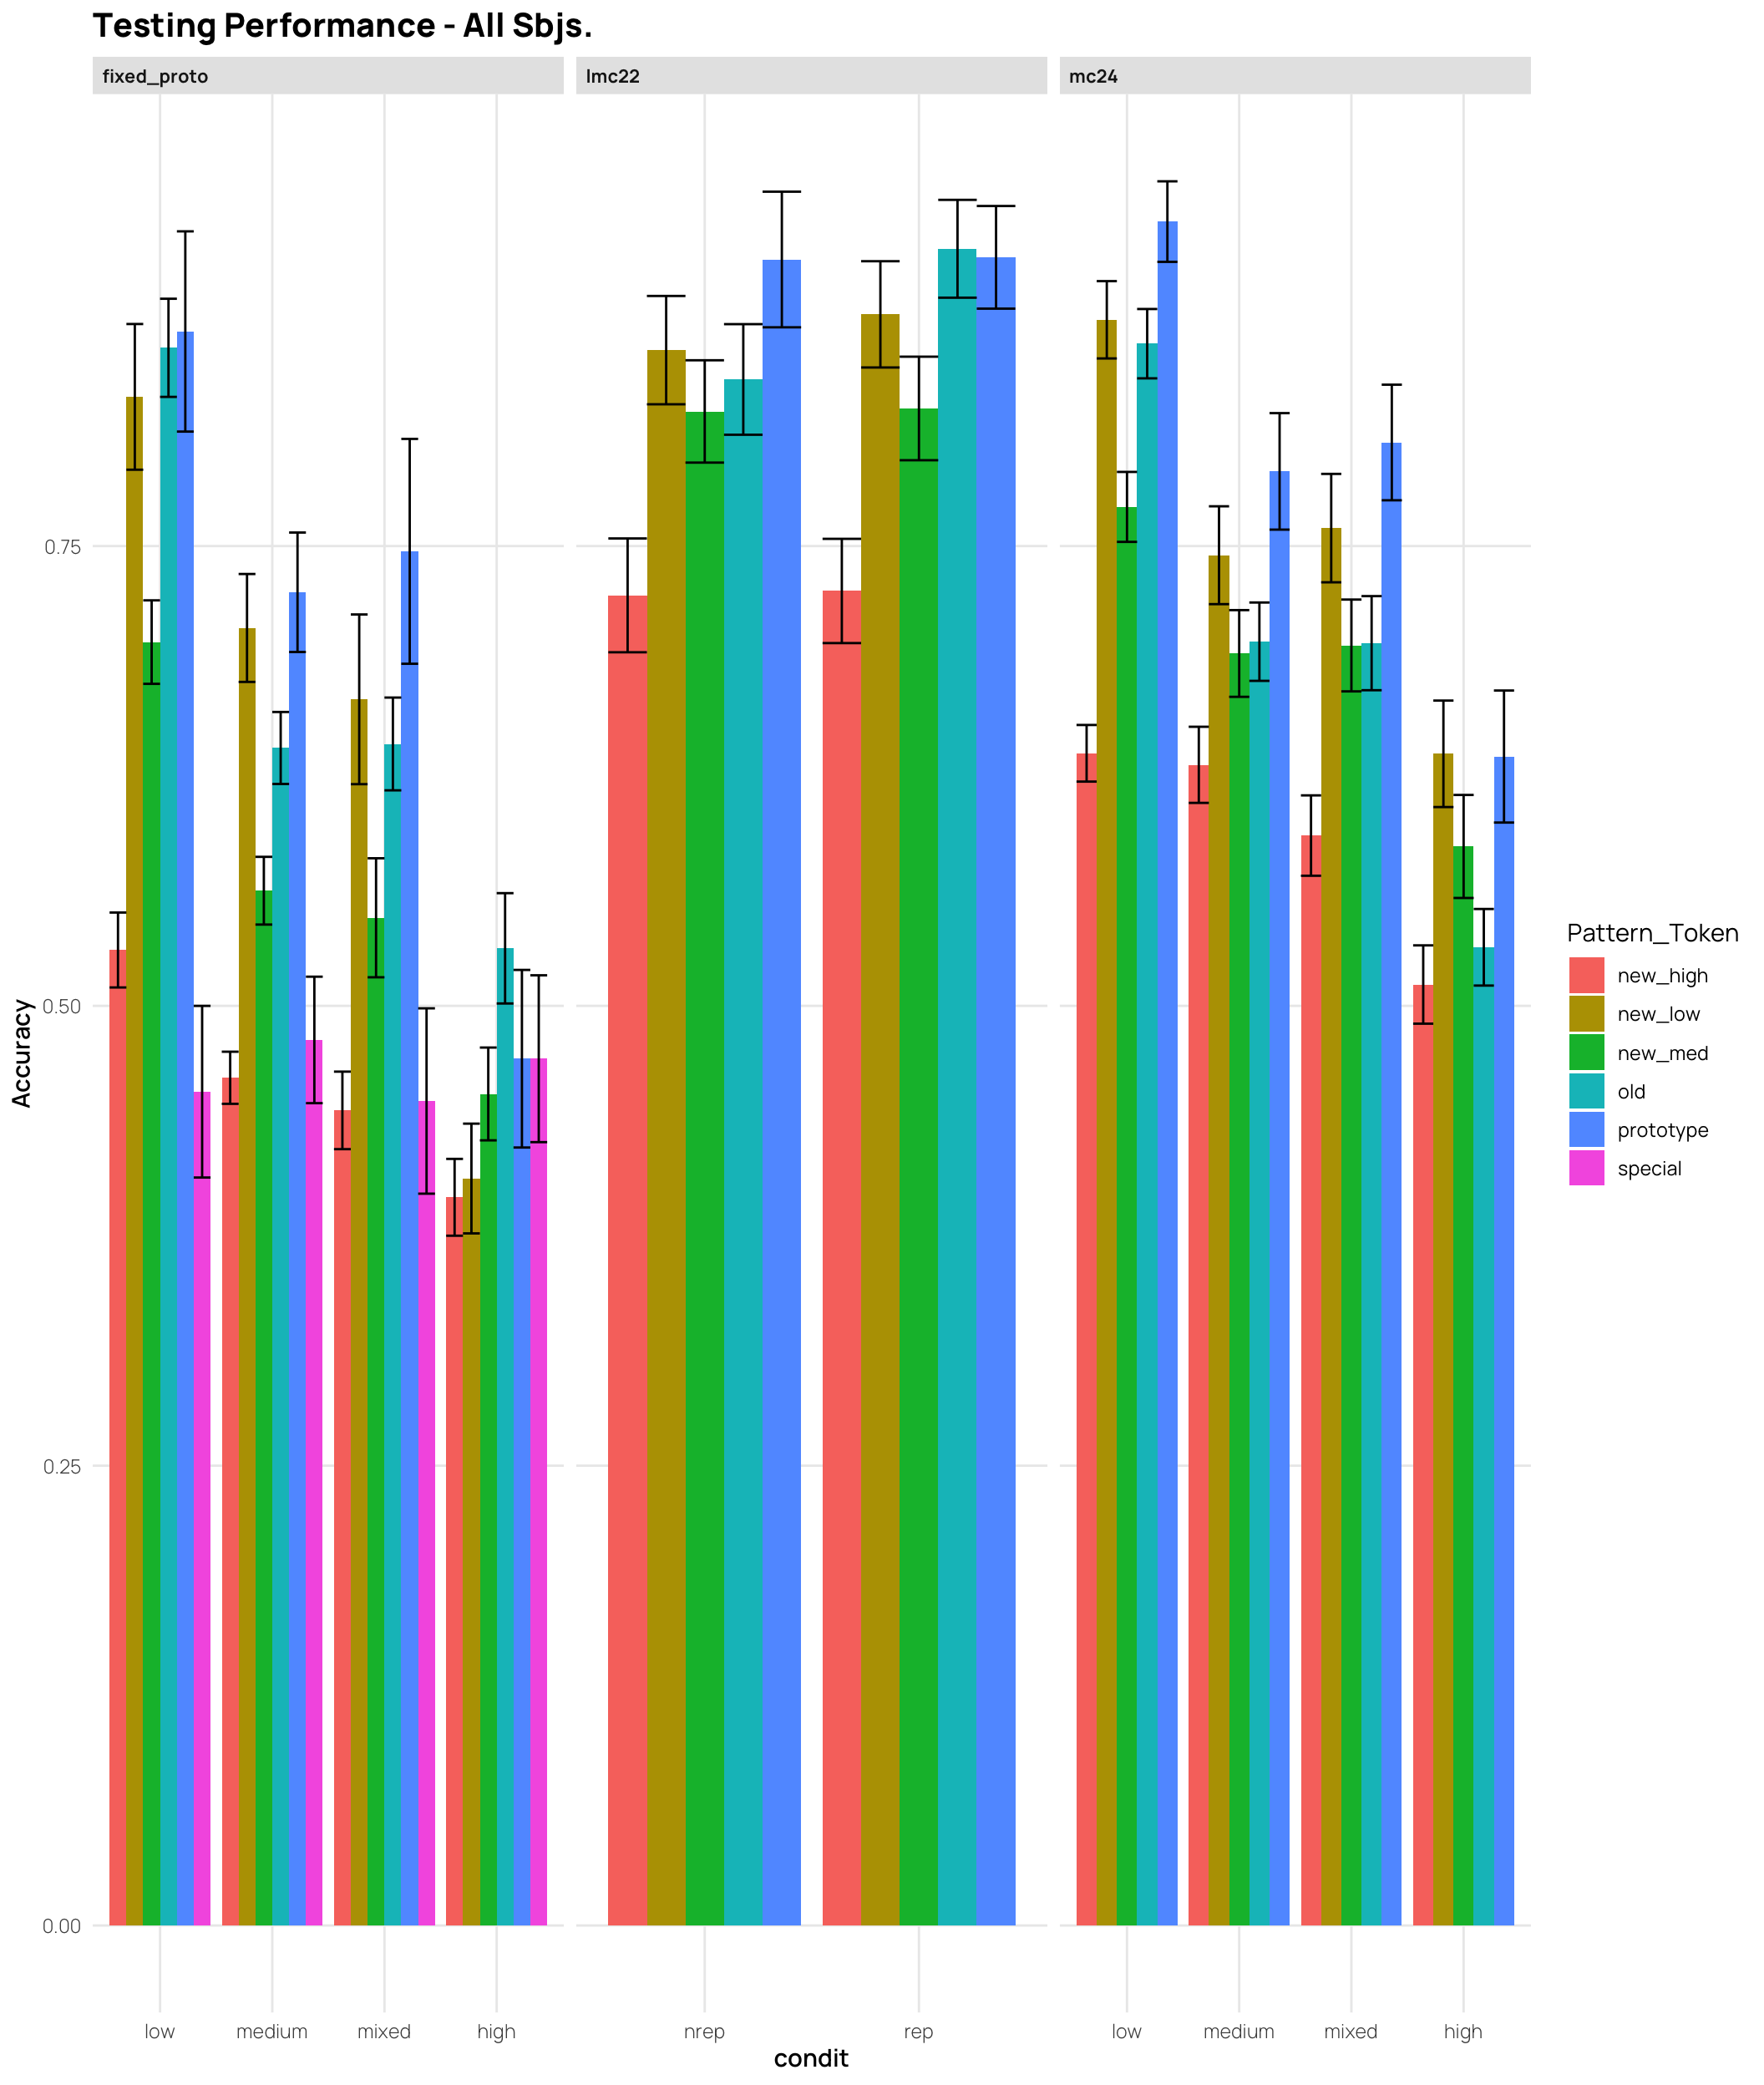 Testing Performance - All Sbjs.
fixed_proto
lmc22
mc24
Accuracy
0.75
0.50
0.25
0.00
low
medium
mixed
high
nrep
rep
low
medium
mixed
high
condit
Pattern_Token
new_high
new_low
new_med
old
prototype
special